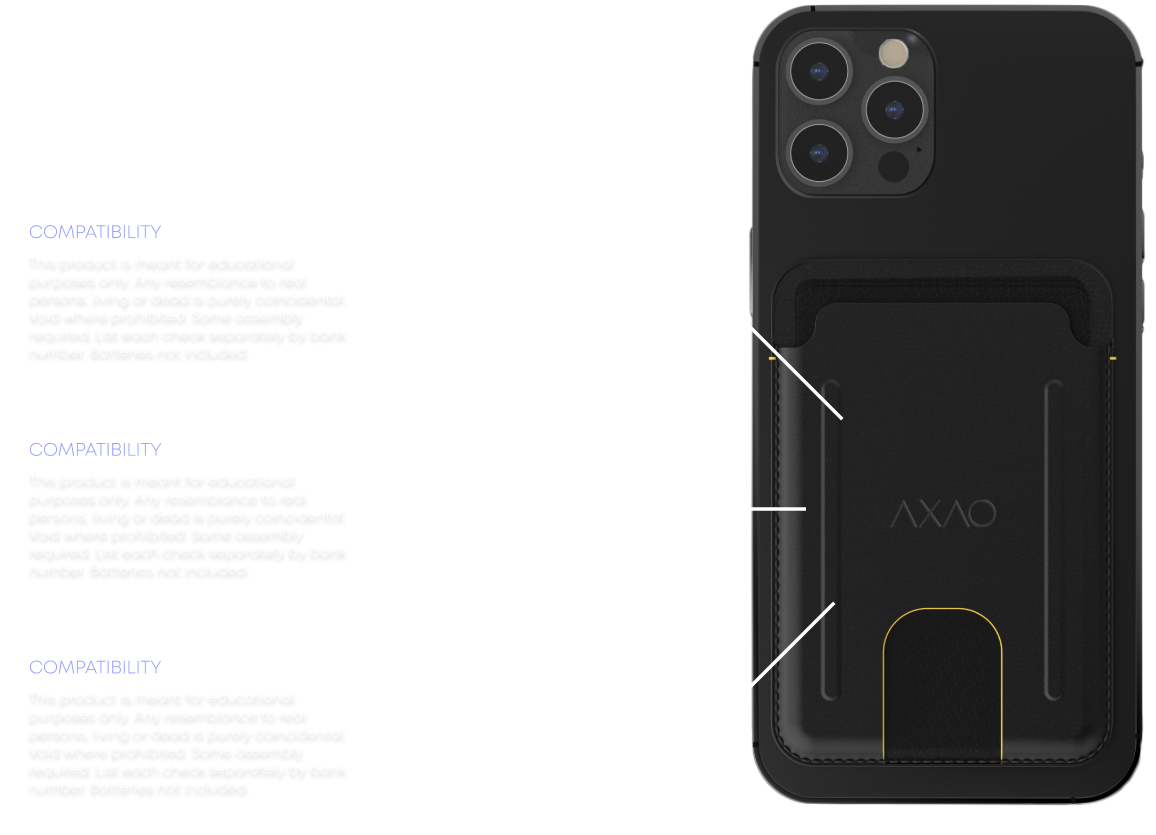 COMPATIBILITY
This product is meant for educational
purposes only. Any resemblance to real
persons, living or dead is purely coincidental.
Void where prohibited. Some assembly
required. List each check separately by bank
number. Batteries not included.
COMPATIBILITY
This product is meant for educational
purposes only. Any resemblance to real
persons, living or dead is purely coincidental.
Void where prohibited. Some assembly
required. List each check separately by bank
number. Batteries not included.
COMPATIBILITY
This product is meant for educational
purposes only. Any resemblance to real
persons, living or dead is purely coincidental.
Void where prohibited. Some assembly
required. List each check separately by bank
number. Batteries not included.
AXAO